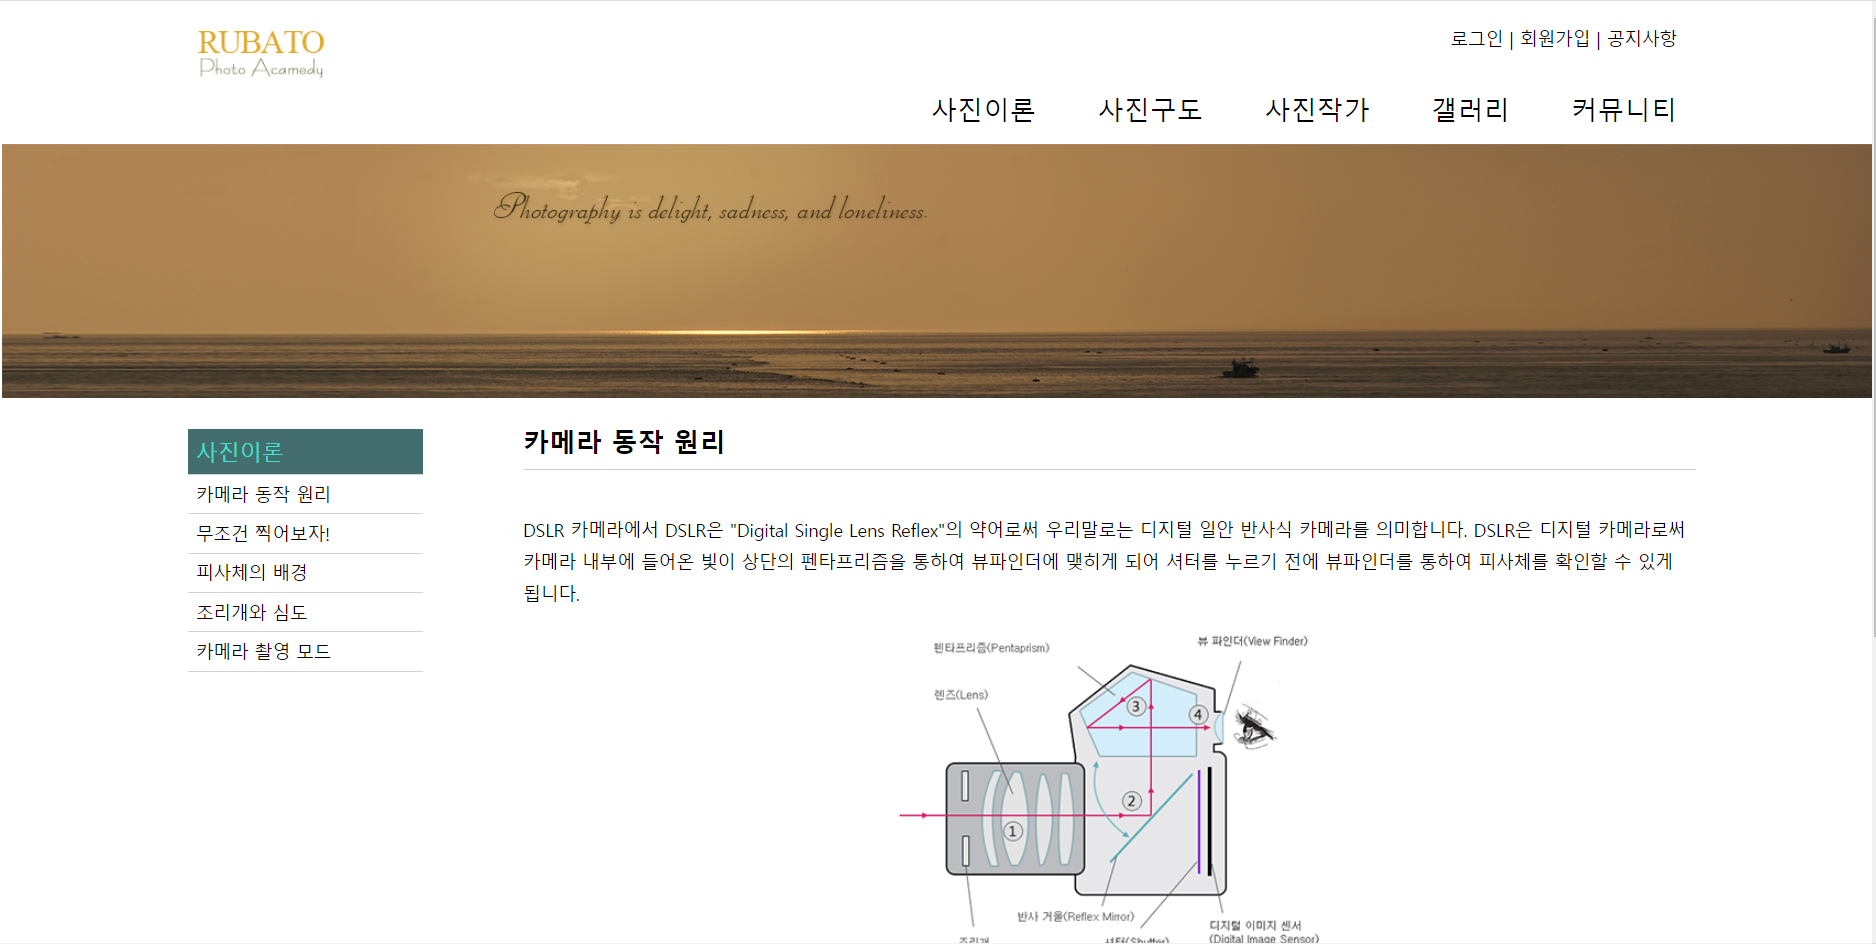 RUBATO
Photo Acamedy
로그인 | 회원가입 | 공지사항
사진이론 사진구도 사진작가 갤러리 커뮤니티
Photography is delight, sadness, and loneliness.
사진이론
카메라 동작 원리
무조건 찍어보자!
피사체의 배경
조리개와 심도
카메라 촬영 모드
카메라 동작 원리
DSLR 카메라에서 DSLR은 "Digital Single Lens Reflex"의 약어로써 우리말로는 디지털 일안 반사식 카메라를 의미합니다. DSLR은 디지털 카메라로써
카메라 내부에 들어온 빛이 상단의 펜타프리즘을 통하여 뷰파인더에 맺히게 되어 셔터를 누르기 전에 뷰파인더를 통하여 피사체를 확인할 수 있게
됩니다.
뷰 파인더(View Finder)
펜타프리즘(Pentaprism)
렌즈(Lens)
3
4
2
1
반사 거울(Reflex Mirror)
디지털 이미지 센서
(Digital Image Sensor)
조리개
셔터(Shutter)